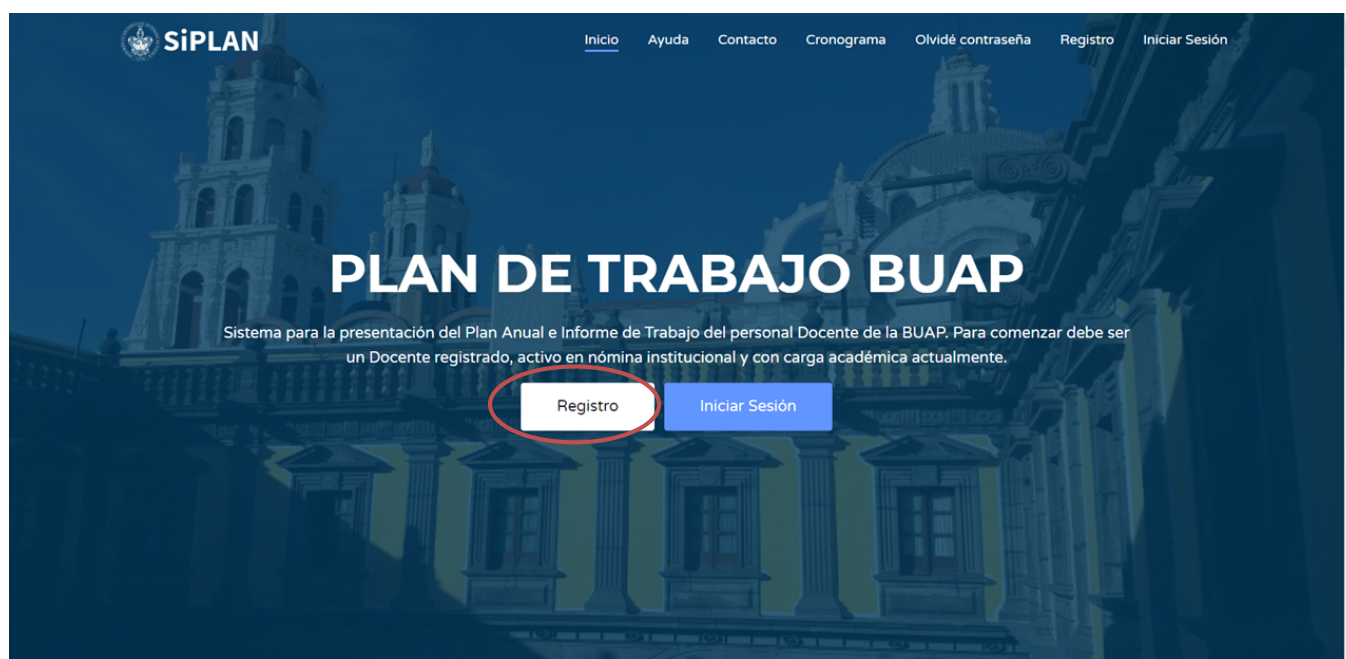 SiPLAN
Inicio Ayuda Contacto Cronograma Olvidé contraseña Registro Iniciar Sesión
PLAN DE TRABAJO BUAP
Sistema para la presentación del Plan Anual e Informe de Trabajo del personal Docente de la BUAP. Para comenzar debe ser
un Docente registrado, activo en nómina institucional y con carga académica actualmente.
Registro Iniciar Sesión